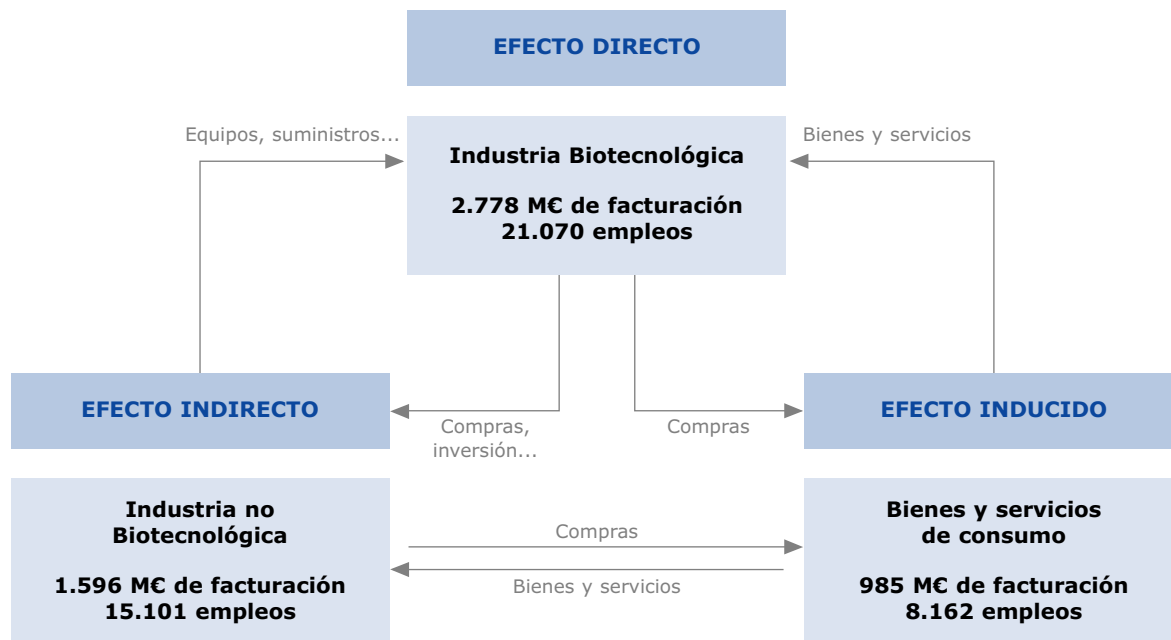 EFECTO DIRECTO
Equipos, suministros...
Bienes y servicios
Industria Biotecnológica
2.778 M€ de facturación
21.070 empleos
EFECTO INDIRECTO
EFECTO INDUCIDO
Compras,
inversión...
Compras
Industria no
Biotecnológica
1.596 M€ de facturación
15.101 empleos
Compras
Bienes y servicios
Bienes y servicios
de consumo
985 M€ de facturación
8.162 empleos